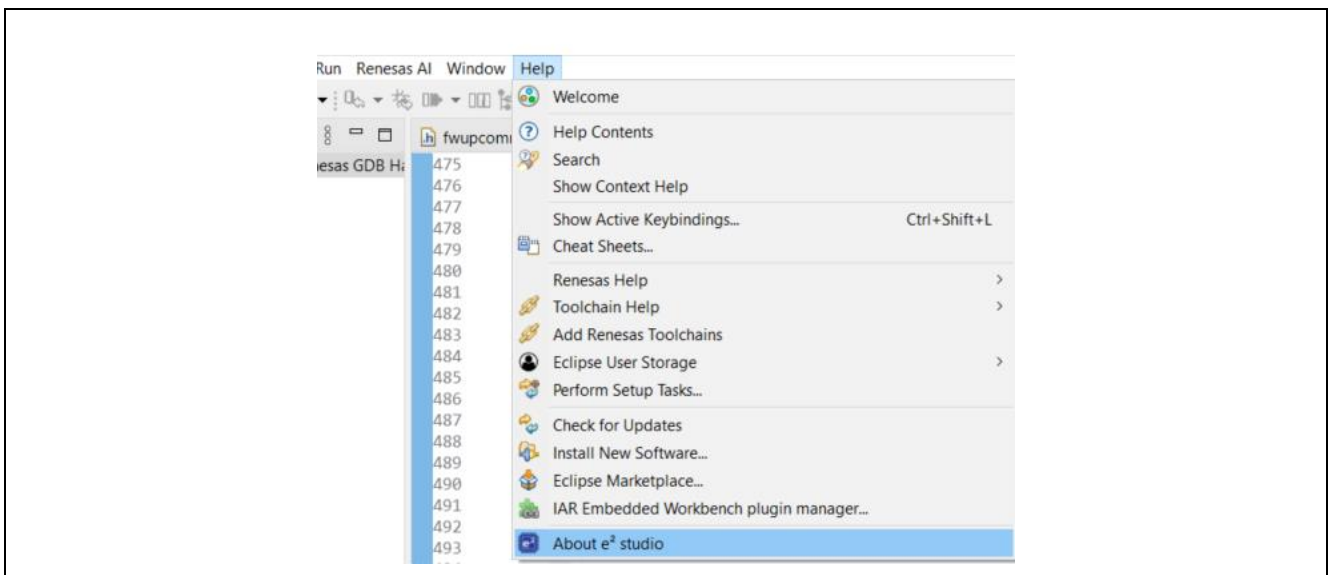 Run Renesas AI Window Help
Welcome
fwupcom
Help Contents
esas GDB Ha
475
Search
476
Show Context Help
477
478
Show Active Keybindings... Ctrl+Shift+L
479
Cheat Sheets...
480
Renesas Help >
481
482
Toolchain Help >
483
Add Renesas Toolchains
484
Eclipse User Storage >
485
Perform Setup Tasks...
486
487
Check for Updates
488
Install New Software...
489
490
Eclipse Marketplace...
491
IAR Embedded Workbench plugin manager...
492
493
About e² studio